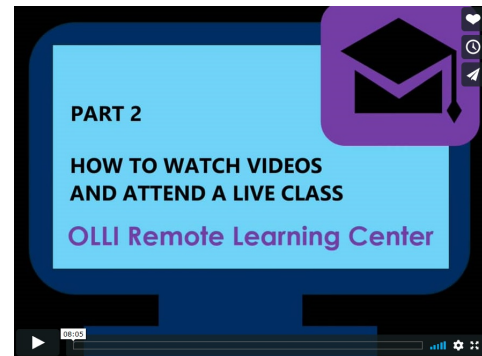 PART 2
HOW TO WATCH VIDEOS
AND ATTEND A LIVE CLASS
OLLI Remote Learning Center
08:05